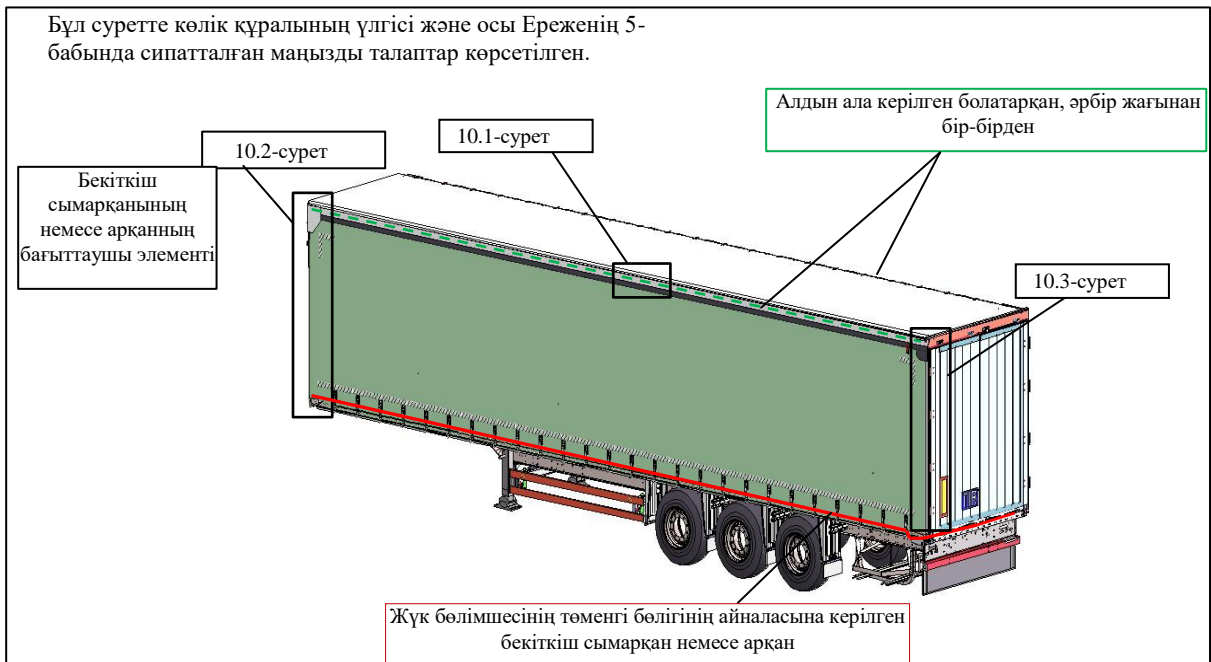 Бұл суретте көлік құралының үлгісі және осы Ереженің 5-
бабында сипатталған маңызды талаптар көрсетілген.
Алдын ала керілген болатарқан, әрбір жағынан
бір-бірден
10.1-сурет
10.2-сурет
Бекіткіш
сымарқанының
немесе арқанның
бағыттаушы элементі
10.3-сурет
Жүк бөлімшесінің төменгі бөлігінің айналасына керілген
бекіткіш сымарқан немесе арқан